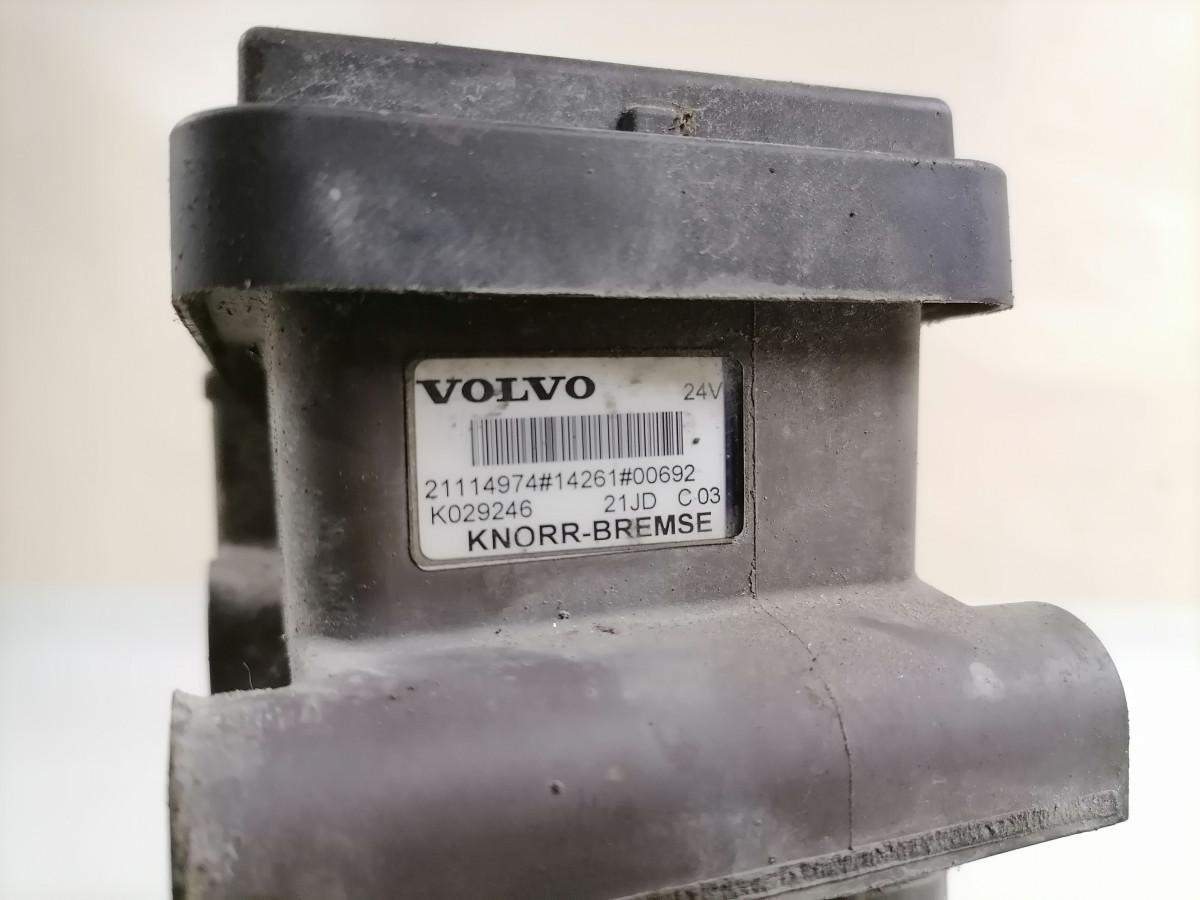 VOLVO 24V
21114974#14261#00692
K029246 21JD C03
KNORR-BREMSE